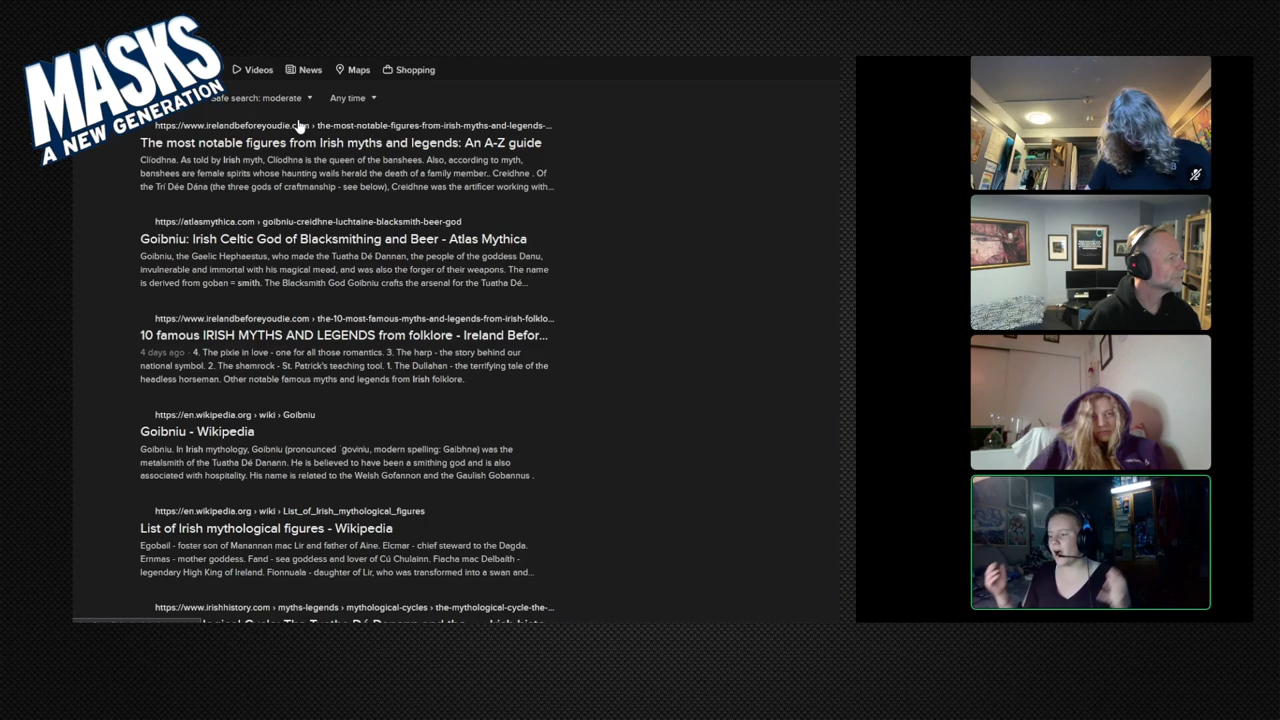 MASKS
A NEW GENERATION
Videos News Maps Shopping
Safe search: moderate Any time
https://www.irelandbeforeyoudie. › the-most-notable-figures-from-irish-myths-and-legends-...
The most notable figures from Irish myths and legends: An A-Z guide
Clíodhna. As told by Irish myth, Clíodhna is the queen of the banshees. Also, according to myth,
banshees are female spirits whose haunting wails herald the death of a family member.. Creidhne . Of
the Trí Dée Dána (the three gods of craftmanship - see below), Creidhne was the artificer working with...
https://atlasmythica.com › goibniu-creidhne-luchtaine-blacksmith-beer-god
Goibniu: Irish Celtic God of Blacksmithing and Beer - Atlas Mythica
Goibniu, the Gaelic Hephaestus, who made the Tuatha Dé Dannan, the people of the goddess Danu,
invulnerable and immortal with his magical mead, and was also the forger of their weapons. The name
is derived from goban = smith. The Blacksmith God Goibniu crafts the arsenal for the Tuatha Dé...
https://www.irelandbeforeyoudie.com › the-10-most-famous-myths-and-legends-from-irish-folklo...
10 famous IRISH MYTHS AND LEGENDS from folklore - Ireland Befor...
4 days ago · 4. The pixie in love - one for all those romantics. 3. The harp - the story behind our
national symbol. 2. The shamrock - St. Patrick's teaching tool. 1. The Dullahan - the terrifying tale of the
headless horseman. Other notable famous myths and legends from Irish folklore.
https://en.wikipedia.org › wiki › Goibniu
Goibniu - Wikipedia
Goibniu. In Irish mythology, Goibniu (pronounced ˈɡovinju, modern spelling: Gaibhne) was the
metalsmith of the Tuatha Dé Danann. He is believed to have been a smithing god and is also
associated with hospitality. His name is related to the Welsh Gofannon and the Gaulish Gobannus .
https://en.wikipedia.org › wiki › List_of_Irish_mythological_figures
List of Irish mythological figures - Wikipedia
Egobail - foster son of Manannan mac Lir and father of Aine. Elcmar - chief steward to the Dagda.
Ernmas - mother goddess. Fand - sea goddess and lover of Cú Chulainn. Fiacha mac Delbaíth -
legendary High King of Ireland. Fionnuala - daughter of Lir, who was transformed into a swan and...
https://www.irishhistory.com › myths-legends › mythological-cycles › the-mythological-cycle-the-...